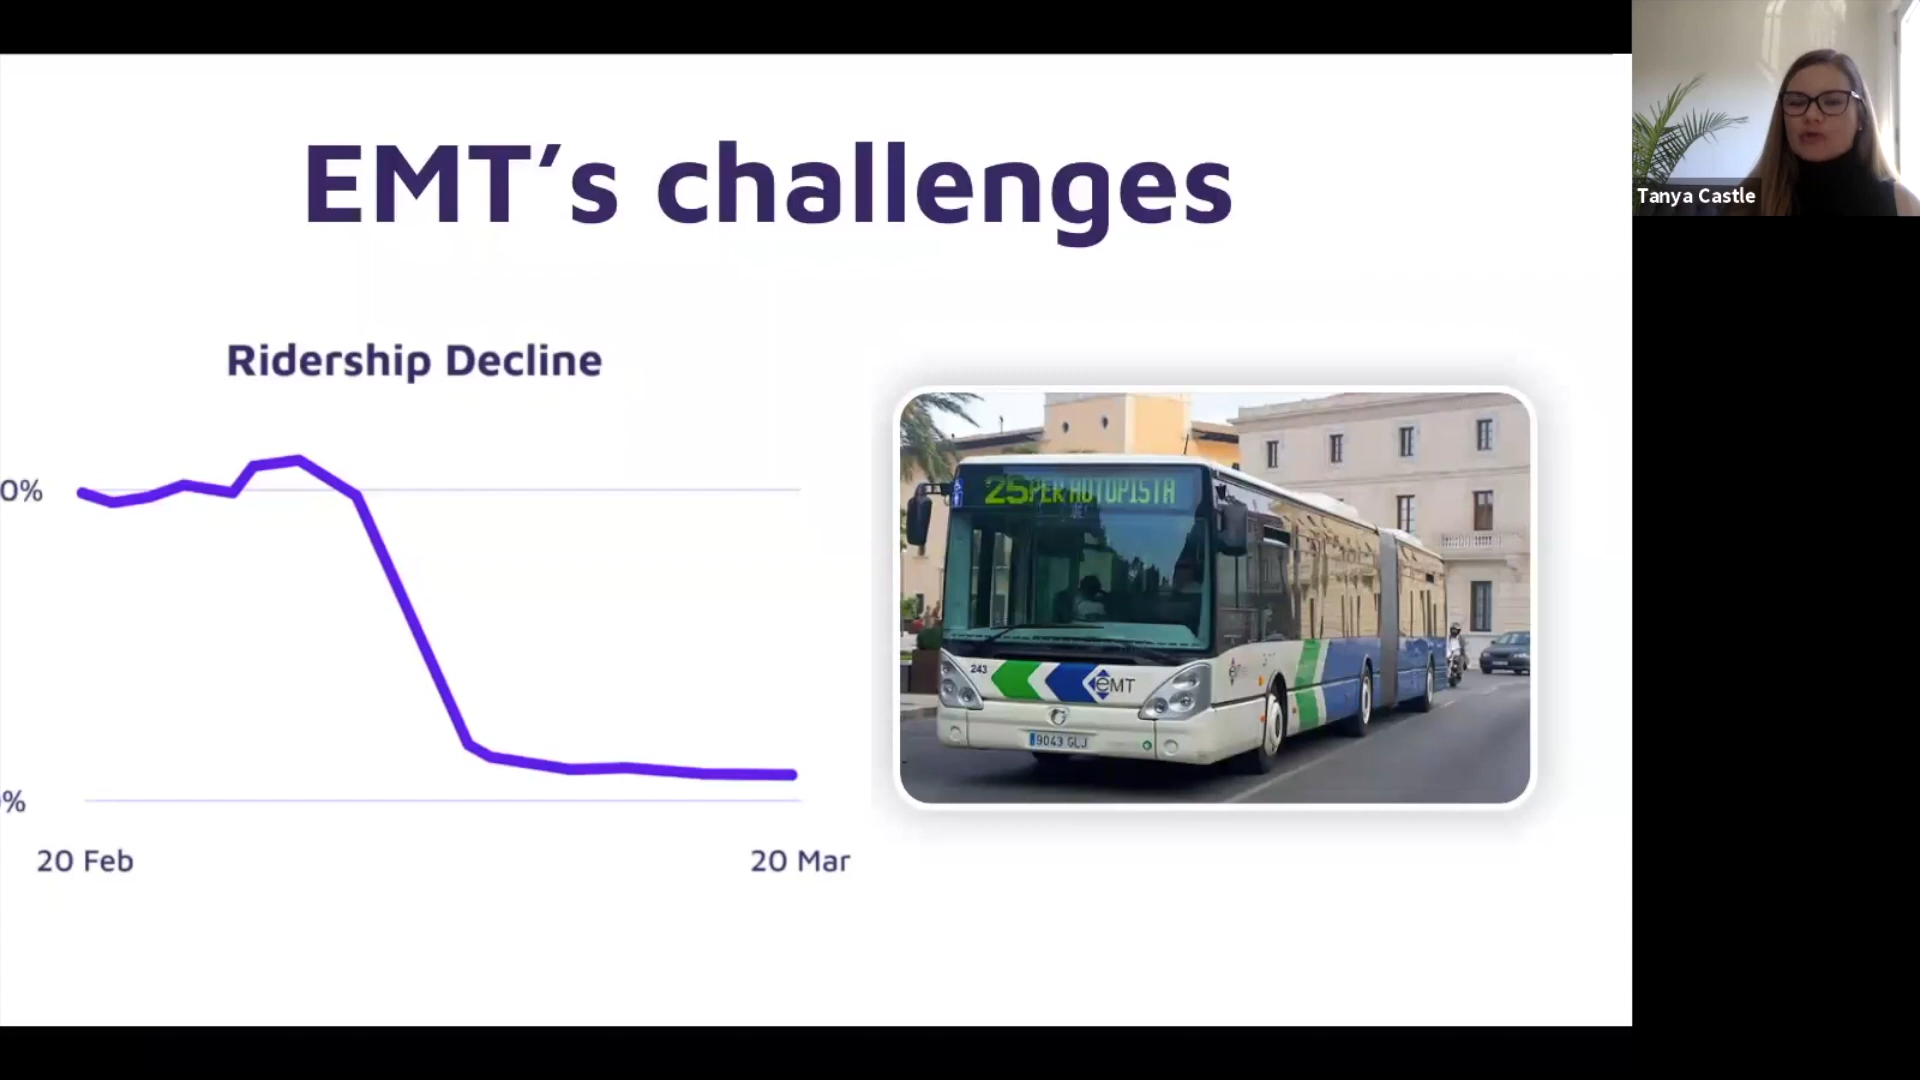 EMT’s challenges
Tanya Castle
Ridership Decline
0%
%
20 Feb
20 Mar
25 PER AUTOPISTA
243
eMT
9043 GLJ